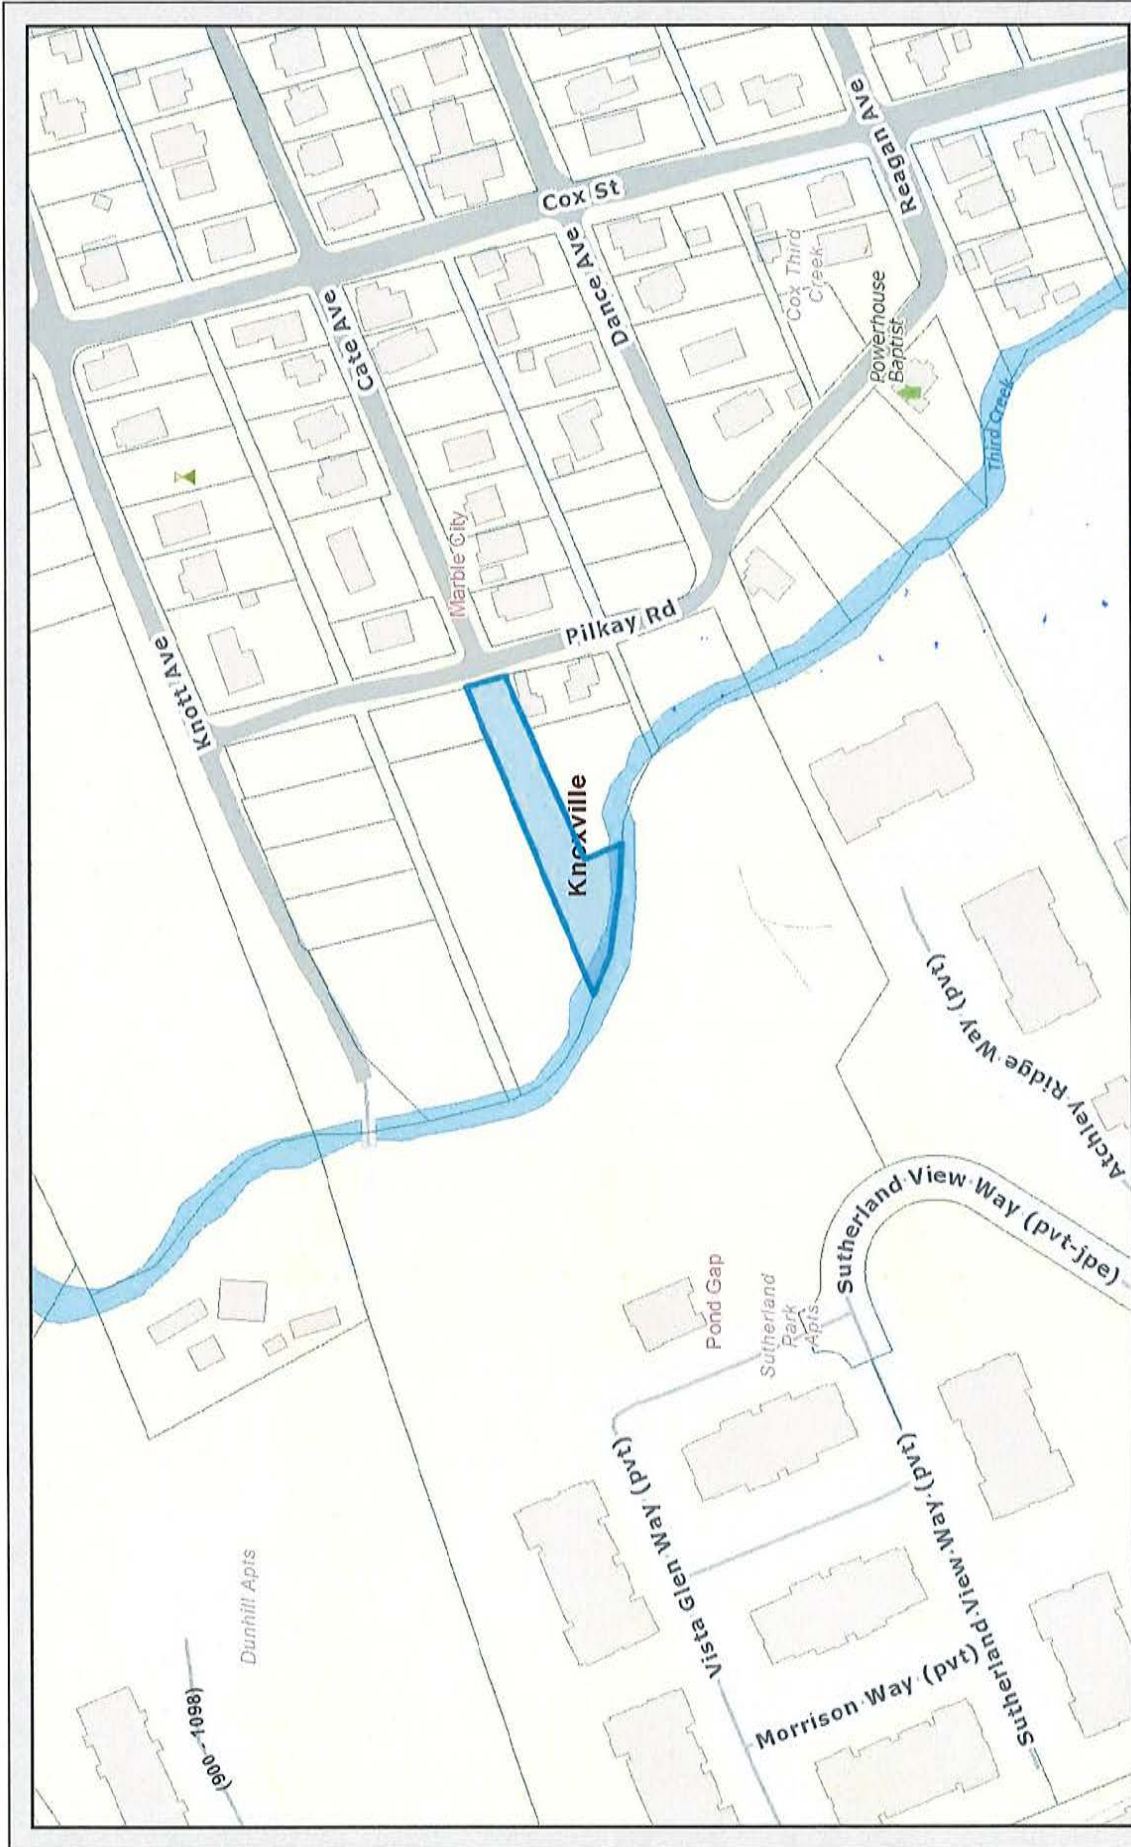 Dunhill Apts
(900 - 1098)
Knott Ave
Cate Ave
Cox St
Dance Ave
Reagan Ave
Cox Third
Creek
Powerhouse
Baptist
Third Creek
Marble City
Pilkay Rd
Knoxville
Atchley Ridge Way (pvt)
Sutherland View Way (pvt-jpe)
Pond Gap
Sutherland
Park
Apts
Vista Glen Way (pvt)
Sutherland View Way (pvt)
Morrison Way (pvt)